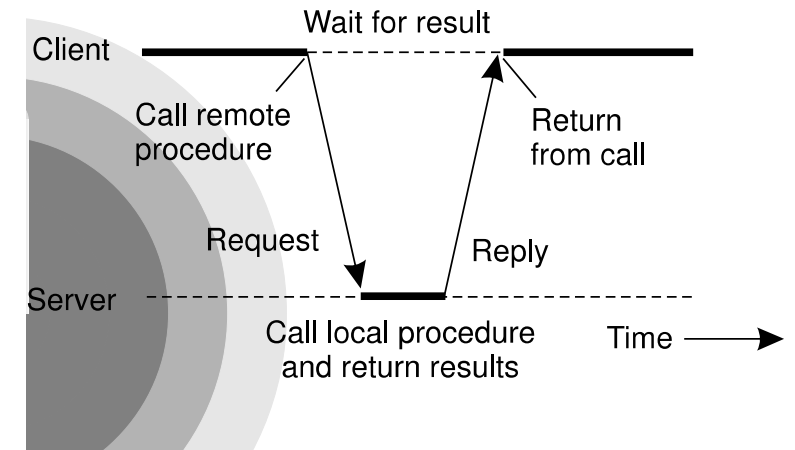 Wait for result
Client
Call remote
procedure
Return
from call
Request
Reply
Server
Call local procedure
and return results
Time